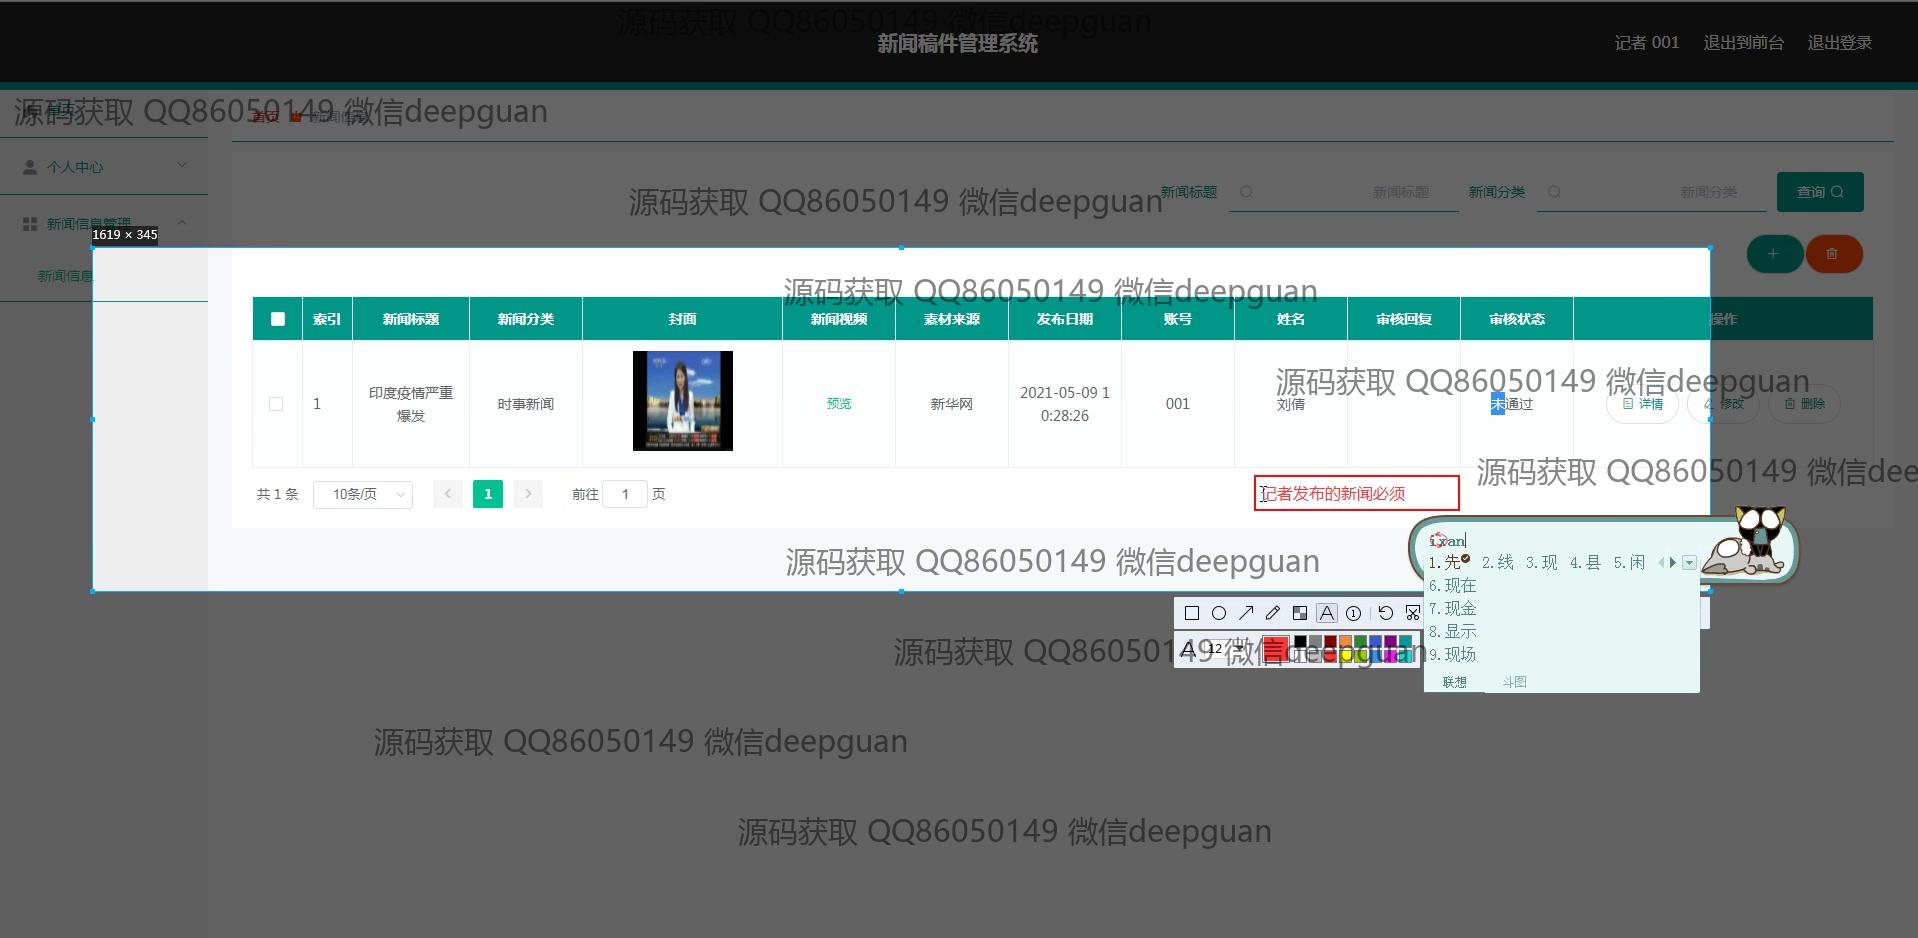 源码获取 QQ86050149 微信deepguan
新闻稿件管理系统
记者 001
退出到前台
退出登录
源码获取 QQ86050149 微信deepguan
首页
新闻信息
个人中心
源码获取 QQ86050149 微信deepguan
新闻标题
新闻标题
新闻分类
新闻分类
查询
新闻信息管理
1619 × 345
新闻信息
源码获取 QQ86050149 微信deepguan
索引
新闻标题
新闻分类
封面
新闻视频
素材来源
发布日期
账号
姓名
审核回复
审核状态
操作
源码获取 QQ86050149 微信deepguan
1
印度疫情严重
爆发
时事新闻
预览
新华网
2021-05-09 1
0:28:26
001
刘倩
未通过
详情
修改
删除
源码获取 QQ86050149 微信deepguan
共 1 条
10条/页
1
前往
1
页
记者发布的新闻必须
源码获取 QQ86050149 微信deepguan
1.先
2.线
3.现
4.县
5.闲
6.现在
7.现金
8.显示
9.现场
联想
斗图
A
12
源码获取 QQ86050149 微信deepguan
源码获取 QQ86050149 微信deepguan
源码获取 QQ86050149 微信deepguan